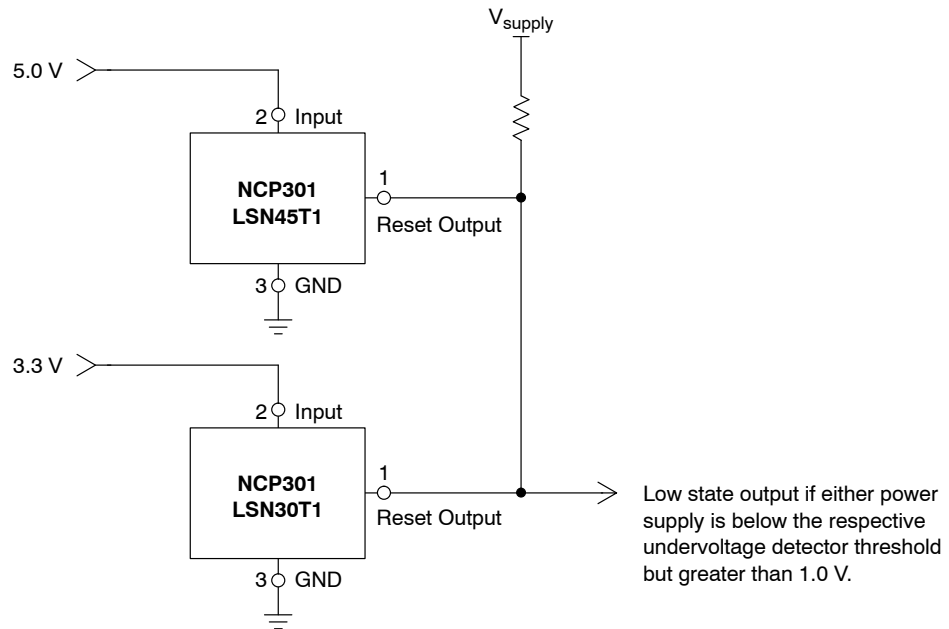 Vsupply
5.0 V
2 Input
NCP301
LSN45T1
1
Reset Output
3 GND
3.3 V
2 Input
NCP301
LSN30T1
1
Reset Output
3 GND
Low state output if either power
supply is below the respective
undervoltage detector threshold
but greater than 1.0 V.